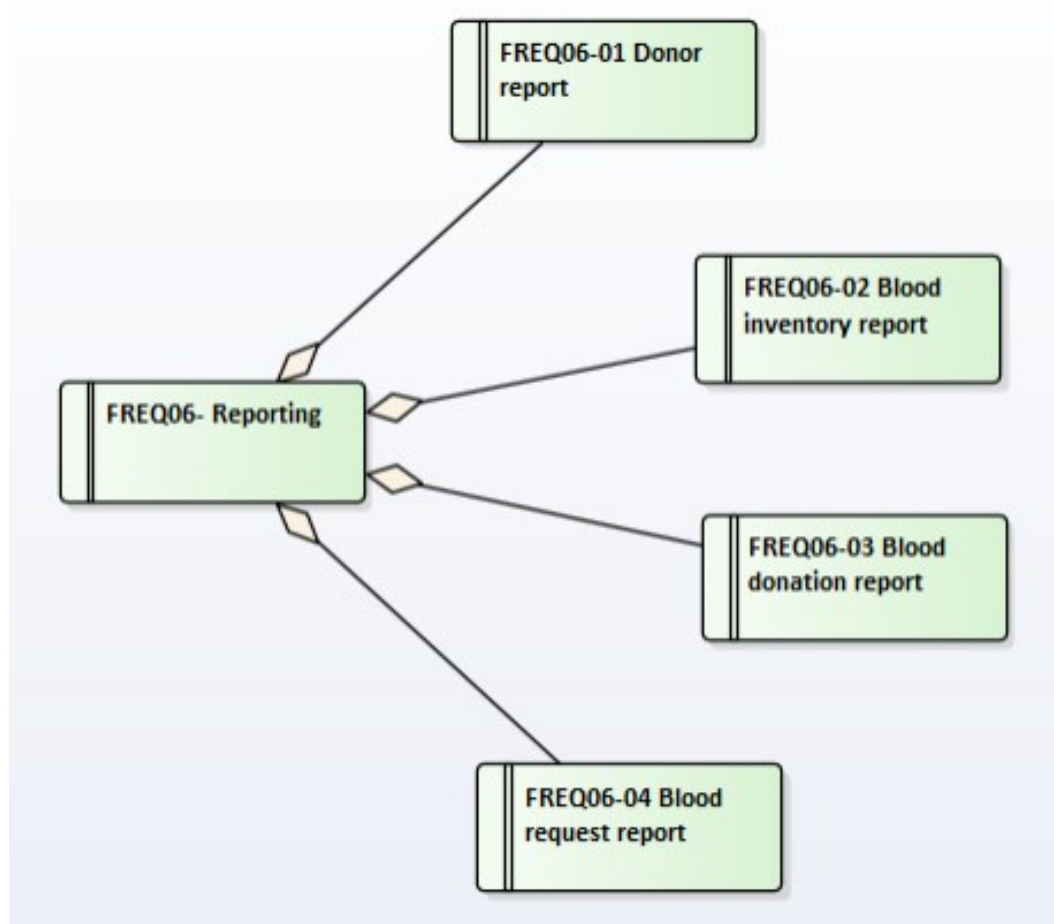 FREQ06-01 Donor
report
FREQ06-02 Blood
inventory report
FREQ06- Reporting
FREQ06-03 Blood
donation report
FREQ06-04 Blood
request report